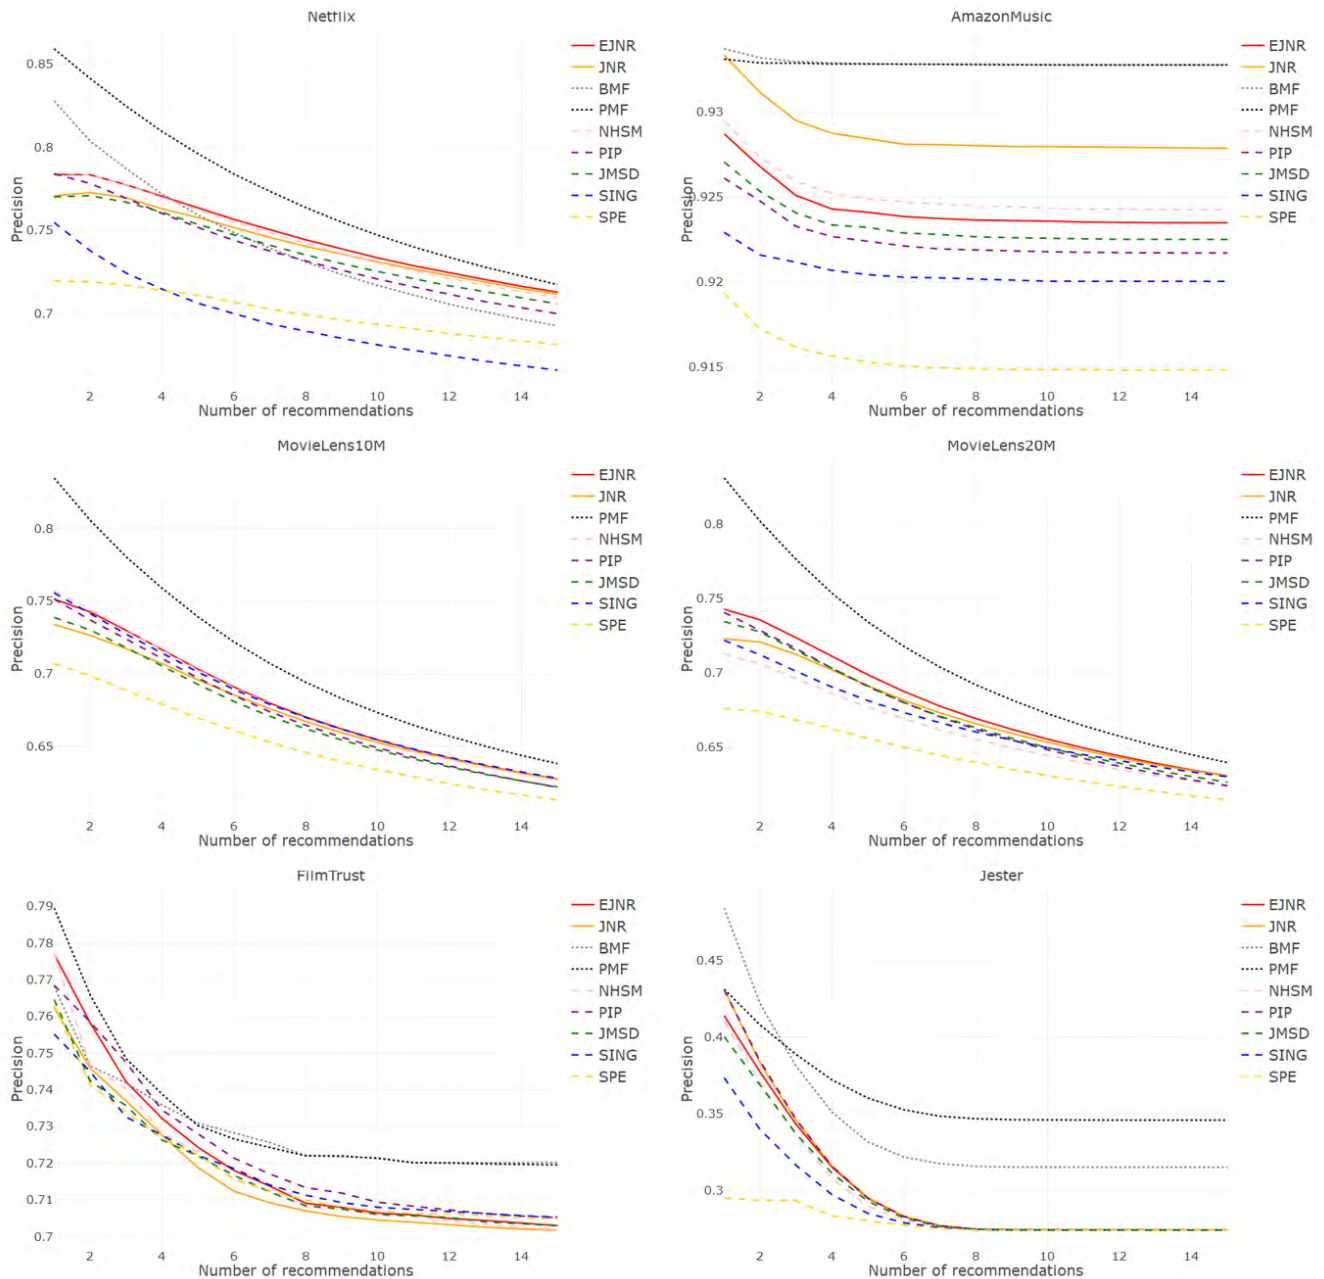 Netflix
0.85
0.8
0.75
0.7
Precision
2 4 6 8 10 12 14
Number of recommendations
EJNR
JNR
BMF
PMF
NHSM
PIP
JMSD
SING
SPE
AmazonMusic
0.93
0.925
0.92
0.915
Precision
2 4 6 8 10 12 14
Number of recommendations
EJNR
JNR
BMF
PMF
NHSM
PIP
JMSD
SING
SPE
MovieLens10M
0.8
0.75
0.7
0.65
Precision
2 4 6 8 10 12 14
Number of recommendations
EJNR
JNR
PMF
NHSM
PIP
JMSD
SING
SPE
MovieLens20M
0.8
0.75
0.7
0.65
Precision
2 4 6 8 10 12 14
Number of recommendations
EJNR
JNR
PMF
NHSM
PIP
JMSD
SING
SPE
FilmTrust
0.79
0.78
0.77
0.76
0.75
0.74
0.73
0.72
0.71
0.7
Precision
2 4 6 8 10 12 14
Number of recommendations
EJNR
JNR
BMF
PMF
NHSM
PIP
JMSD
SING
SPE
Jester
0.45
0.4
0.35
0.3
Precision
2 4 6 8 10 12 14
Number of recommendations
EJNR
JNR
BMF
PMF
NHSM
PIP
JMSD
SING
SPE